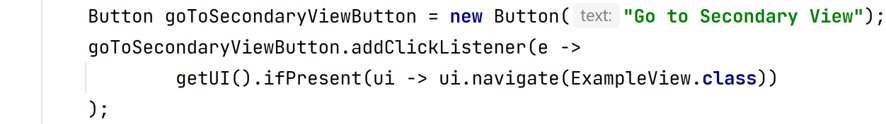 Button goToSecondaryViewButton = new Button( text: "Go to Secondary View");
goToSecondaryViewButton.addClickListener(e ->
getUI().ifPresent(ui -> ui.navigate(ExampleView.class))
);